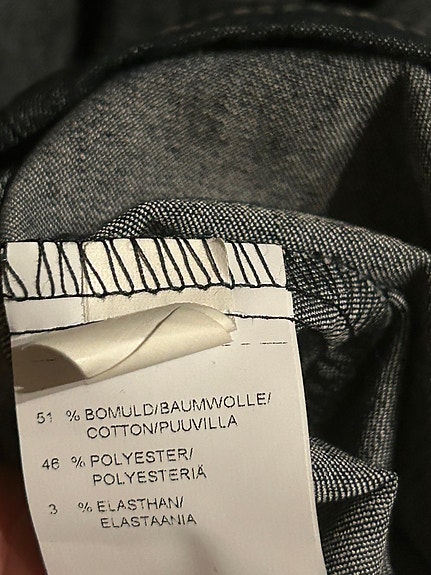 51 % BOMULD/BAUMWOLLE/
COTTON/PUUVILLA
46 % POLYESTER/
POLYESTERIÄ
3 % ELASTHAN/
ELASTAANIA